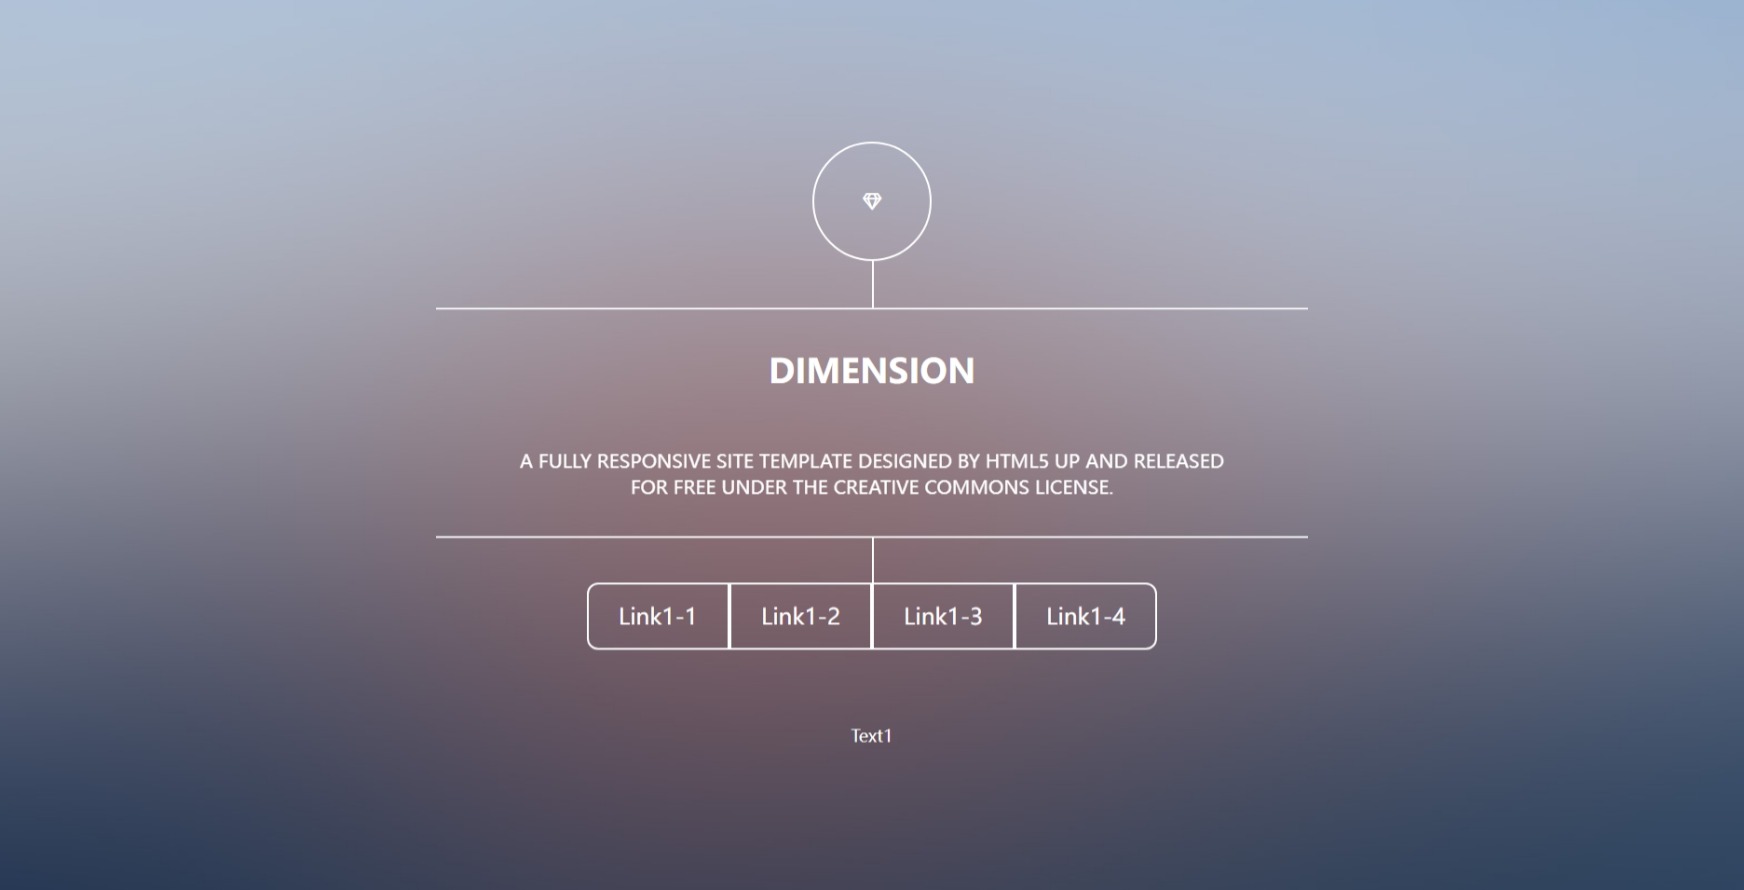 DIMENSION
A FULLY RESPONSIVE SITE TEMPLATE DESIGNED BY HTML5 UP AND RELEASED
FOR FREE UNDER THE CREATIVE COMMONS LICENSE.
Link1-1 Link1-2 Link1-3 Link1-4
Text1